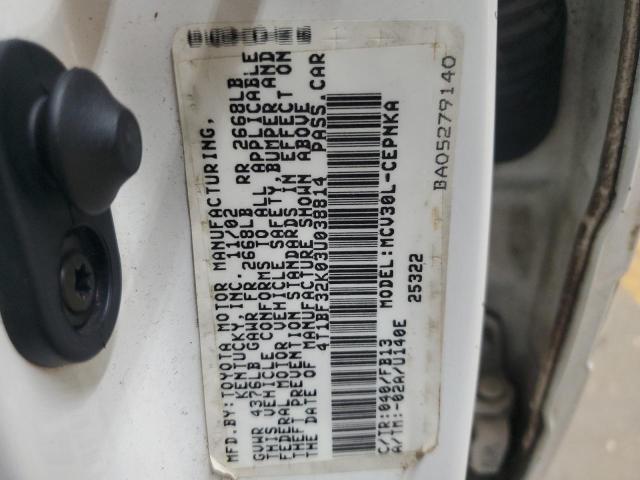 MFD.BY:TOYOTA MOTOR MANUFACTURING,
KENTUCKY,INC. 11/02
GVWR 4376LB GAWR FR 2668LB RR 2668LB
THIS VEHICLE CONFORMS TO ALL APPLICABLE
FEDERAL MOTOR VEHICLE SAFETY,BUMPER AND
THEFT PREVENTION STANDARDS IN EFFECT ON
THE DATE OF MANUFACTURE SHOWN ABOVE.
4T1BF32K03U038814 PASS.CAR
MODEL:MCV30L-CEPNKA
25322
C/TR:040/FB13
A/TM:-02A/U140E
BA05279140